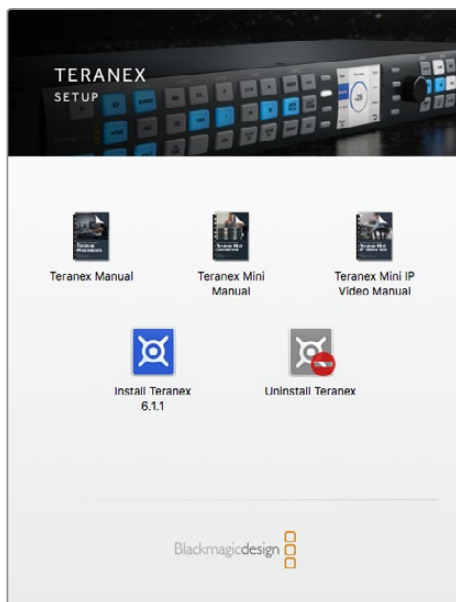 TERANEX
SETUP
Teranex Manual
Teranex Mini
Manual
Teranex Mini IP
Video Manual
Install Teranex
6.1.1
Uninstall Teranex
Blackmagicdesign